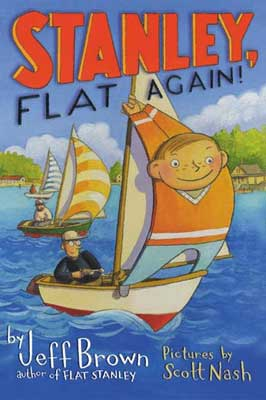 STANLEY,
FLAT AGAIN!
by
Jeff Brown
author of FLAT STANLEY
Pictures by
Scott Nash